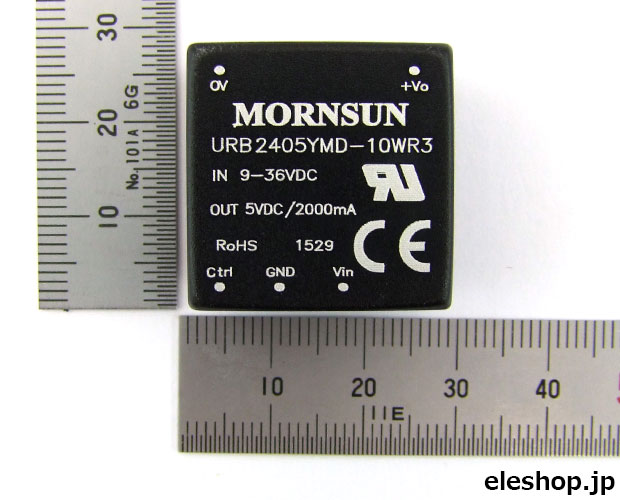 30
20
10
No.101A 6G
0V +Vo
MORNSUN
URB2405YMD-10WR3
IN 9-36VDC
OUT 5VDC/2000mA
RoHS 1529
CE
Ctrl GND Vin
10 20 30 40
11E
eleshop.jp